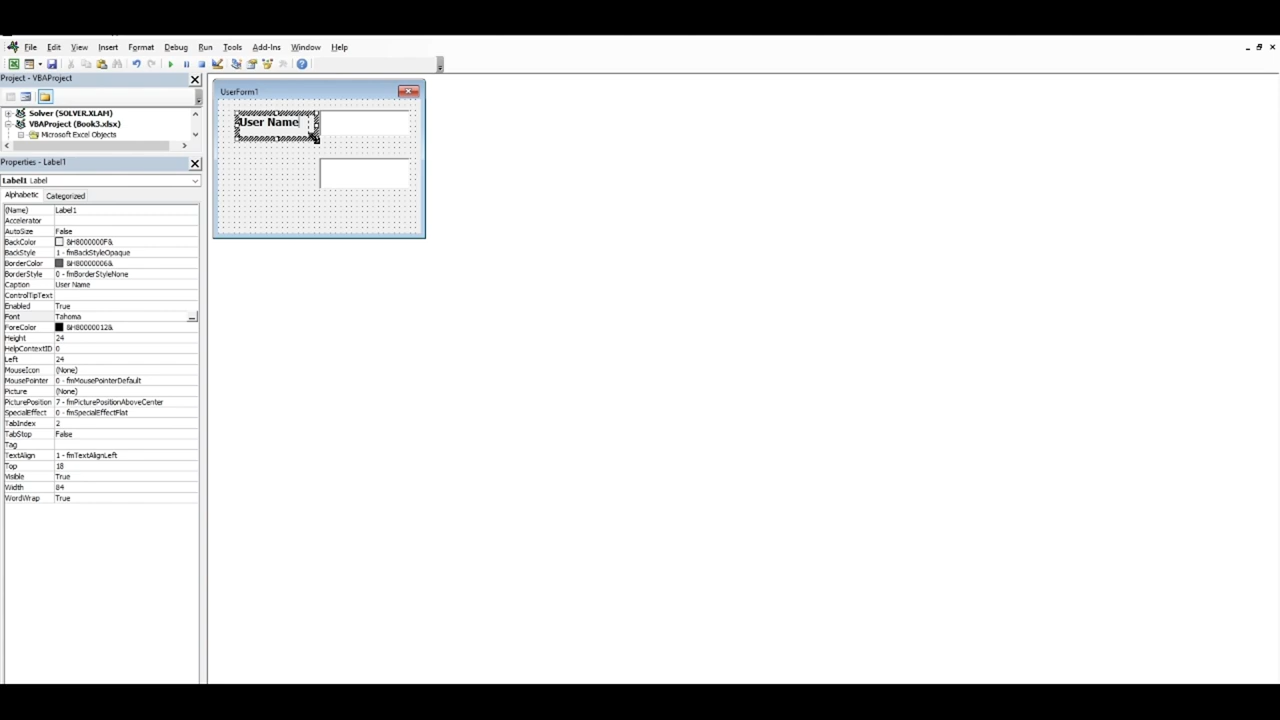 File Edit View Insert Format Debug Run Tools Add-Ins Window Help
Project - VBAProject
Solver (SOLVER.XLAM)
VBAProject (Book3.xlsx)
Microsoft Excel Objects
Properties - Label1
Label1 Label
Alphabetic Categorized
(Name) Label1
Accelerator
AutoSize False
BackColor &H8000000F&
BackStyle 1 - fmBackStyleOpaque
BorderColor &H80000006&
BorderStyle 0 - fmBorderStyleNone
Caption User Name
ControlTipText
Enabled True
Font Tahoma
ForeColor &H80000012&
Height 24
HelpContextID 0
Left 24
MouseIcon (None)
MousePointer 0 - fmMousePointerDefault
Picture (None)
PicturePosition 7 - fmPicturePositionAboveCenter
SpecialEffect 0 - fmSpecialEffectFlat
TabIndex 2
TabStop False
Tag
TextAlign 1 - fmTextAlignLeft
Top 18
Visible True
Width 84
WordWrap True
UserForm1
User Name